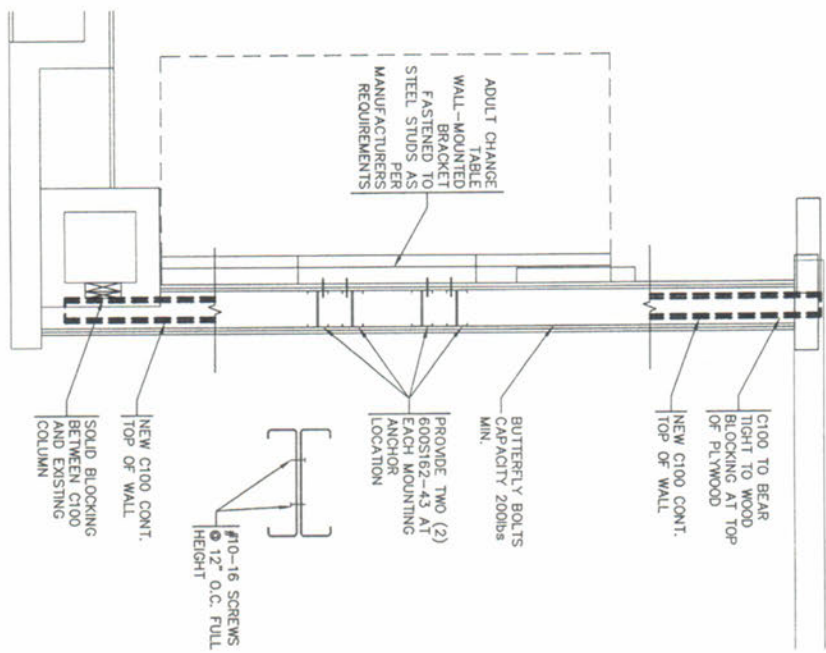 ADULT CHANGE
TABLE
WALL-MOUNTED
BRACKET
FASTENED TO
STEEL STUDS AS
PER
MANUFACTURERS
REQUIREMENTS
C100 TO BEAR
TIGHT TO WOOD
BLOCKING AT TOP
OF PLYWOOD
NEW C100 CONT.
TOP OF WALL
BUTTERFLY BOLTS
CAPACITY 200lbs
MIN.
PROVIDE TWO (2)
600S162-43 AT
EACH MOUNTING
ANCHOR
LOCATION
NEW C100 CONT.
TOP OF WALL
SOLID BLOCKING
BETWEEN C100
AND EXISTING
COLUMN
#10-16 SCREWS
@ 12" O.C. FULL
HEIGHT